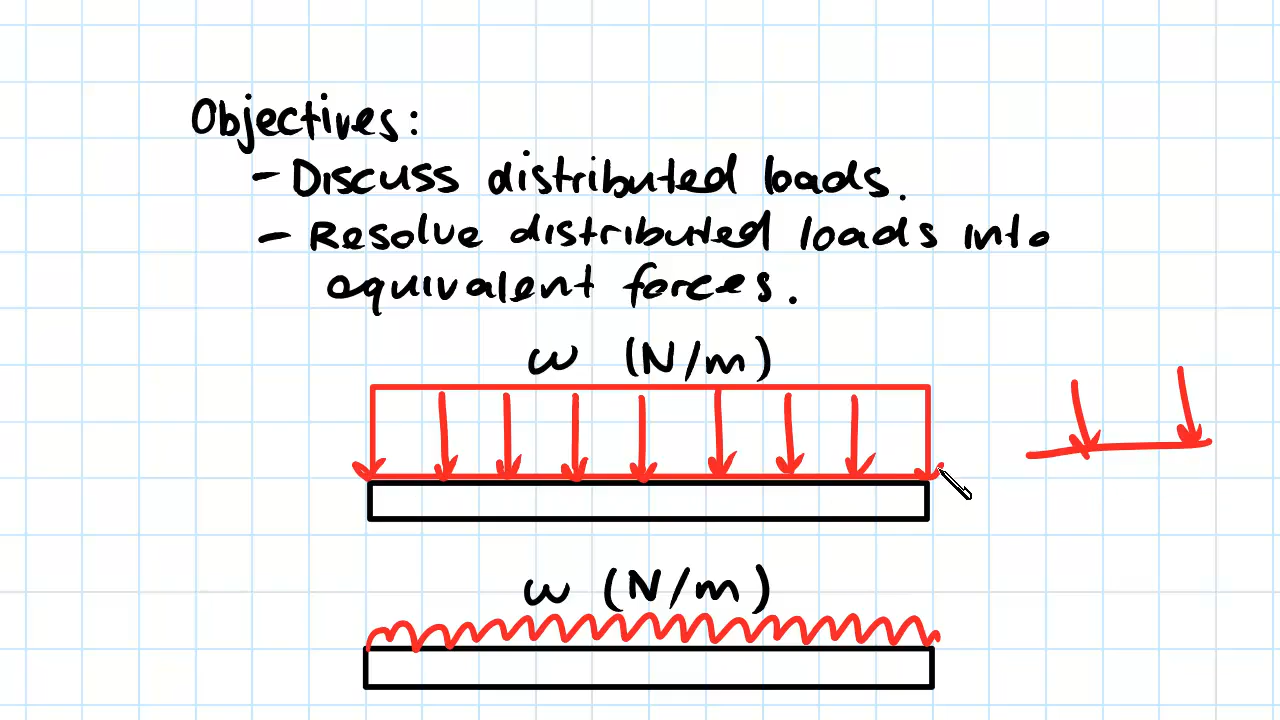 Objectives:
- Discuss distributed loads.
- Resolve distributed loads into
equivalent forces.
ω (N/m)
ω (N/m)